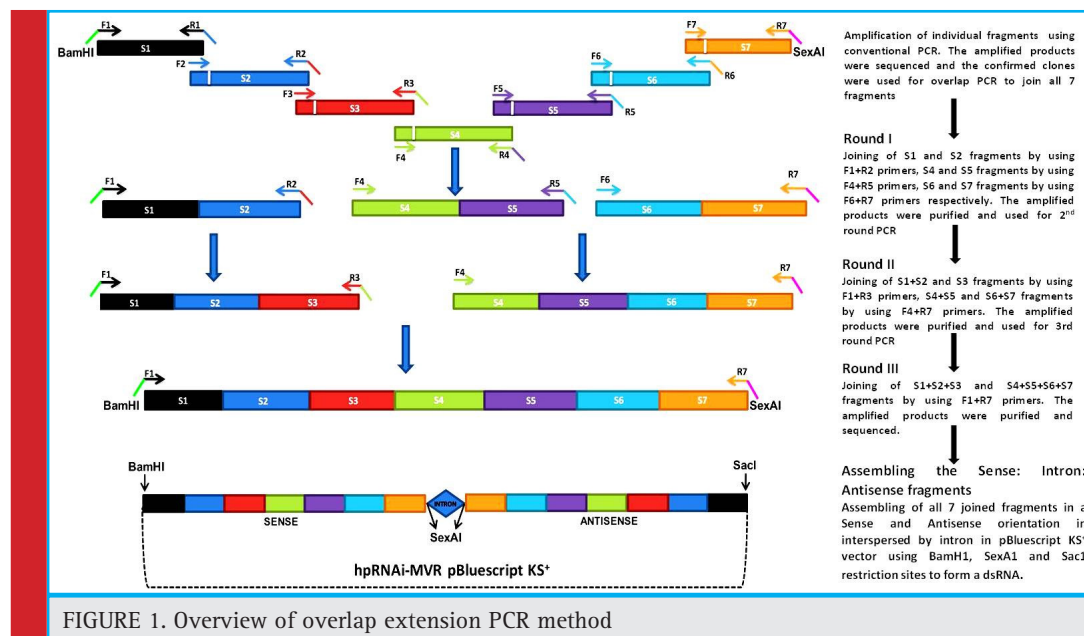 F1
R1
BamHI
S1
F2
R2
S2
F3
R3
S3
F4
R4
S4
F5
R5
S5
F6
R6
S6
F7
R7
S7
SexAI
F1
R2
S1
S2
F4
R5
S4
S5
F6
R7
S6
S7
F1
R3
S1
S2
S3
F4
R7
S4
S5
S6
S7
F1
R7
BamHI
S1
S2
S3
S4
S5
S6
S7
SexAI
BamHI
SacI
INTRON
SENSE
SexAI
ANTISENSE
hpRNAi-MVR pBluescript KS⁺
Amplification of individual fragments using
conventional PCR. The amplified products
were sequenced and the confirmed clones
were used for overlap PCR to join all 7
fragments
Round I
Joining of S1 and S2 fragments by using
F1+R2 primers, S4 and S5 fragments by using
F4+R5 primers, S6 and S7 fragments by using
F6+R7 primers respectively. The amplified
products were purified and used for 2nd
round PCR
Round II
Joining of S1+S2 and S3 fragments by using
F1+R3 primers, S4+S5 and S6+S7 fragments
by using F4+R7 primers. The amplified
products were purified and used for 3rd
round PCR
Round III
Joining of S1+S2+S3 and S4+S5+S6+S7
fragments by using F1+R7 primers. The
amplified products were purified and
sequenced.
Assembling the Sense: Intron:
Antisense fragments
Assembling of all 7 joined fragments in a
Sense and Antisense orientation in
interspersed by intron in pBluescript KS⁺
vector using BamH1, SexA1 and Sac1
restriction sites to form a dsRNA.
FIGURE 1. Overview of overlap extension PCR method